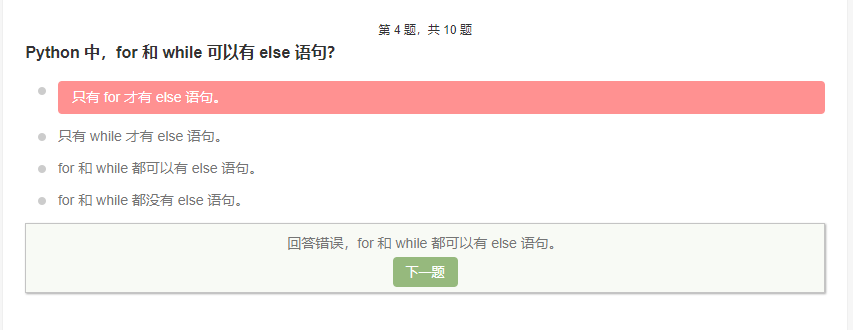 第 4 题，共 10 题
Python 中，for 和 while 可以有 else 语句?
只有 for 才有 else 语句。
只有 while 才有 else 语句。
for 和 while 都可以有 else 语句。
for 和 while 都没有 else 语句。
回答错误，for 和 while 都可以有 else 语句。
下一题